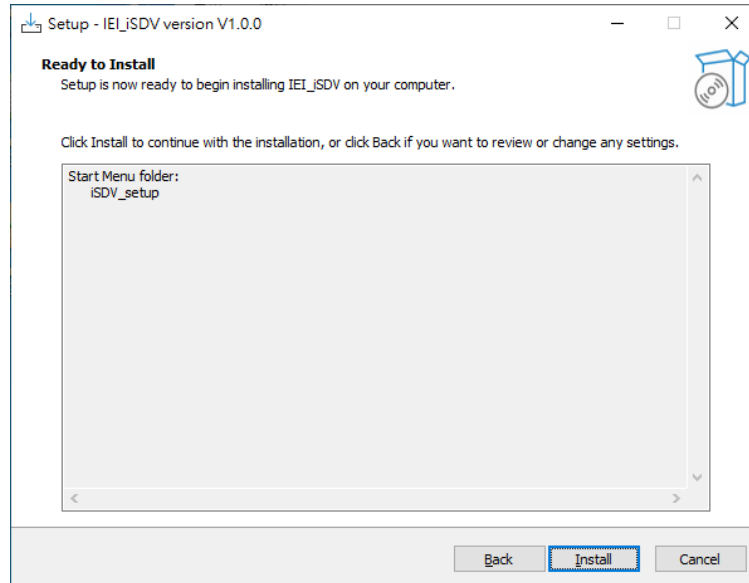 Setup - IEI_iSDV version V1.0.0
Ready to Install
Setup is now ready to begin installing IEI_iSDV on your computer.
Click Install to continue with the installation, or click Back if you want to review or change any settings.
Start Menu folder:
iSDV_setup
Back
Install
Cancel